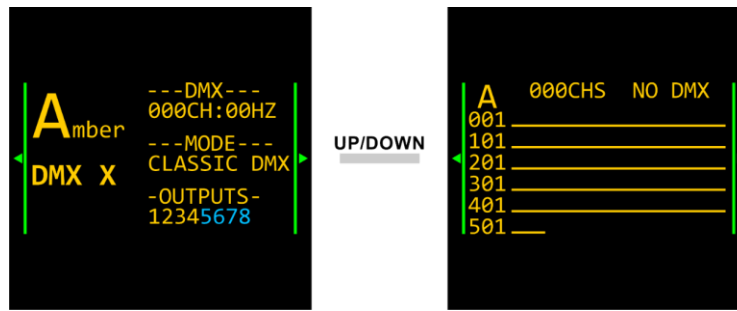 Amber
DMX X
---DMX---
000CH:00HZ
---MODE---
CLASSIC DMX
-OUTPUTS-
12345678
UP/DOWN
A 000CHS NO DMX
001
101
201
301
401
501